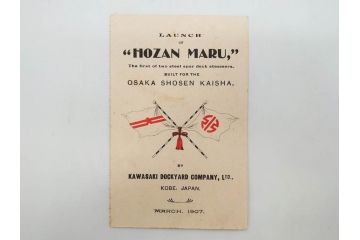 LAUNCH
OF
"HOZAN MARU,"
The first of two steel spar deck steamers,
BUILT FOR THE
OSAKA SHOSEN KAISHA.
BY
KAWASAKI DOCKYARD COMPANY, LTD.,
KOBE, JAPAN.
MARCH, 1907.